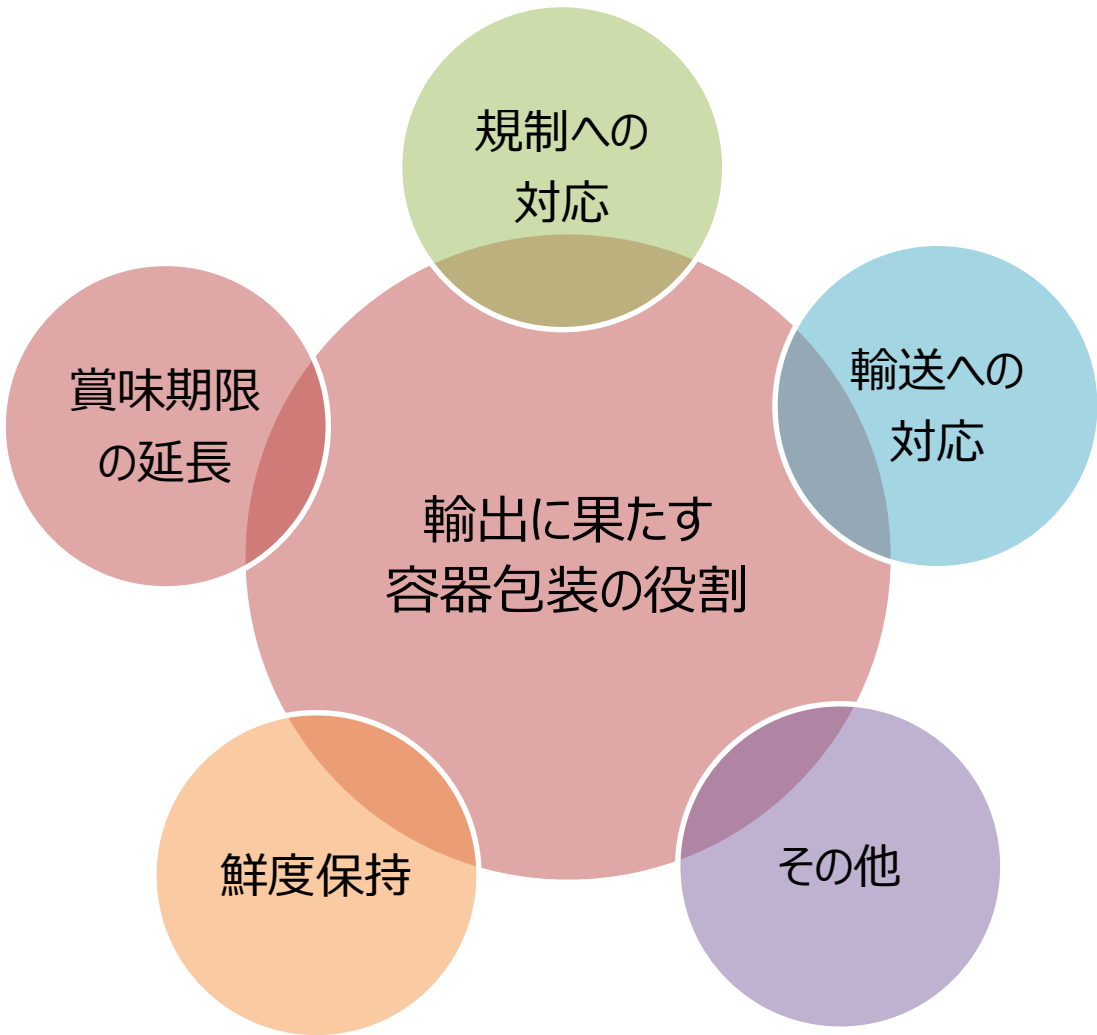 規制への
対応
輸送への
対応
賞味期限
の延長
輸出に果たす
容器包装の役割
鮮度保持
その他